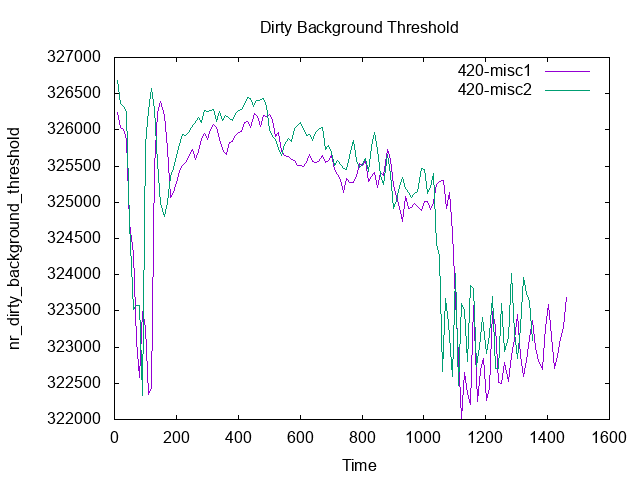 Dirty Background Threshold
327000
326500
326000
325500
325000
324500
324000
323500
323000
322500
322000
nr_dirty_background_threshold
420-misc1
420-misc2
0 200 400 600 800 1000 1200 1400 1600
Time